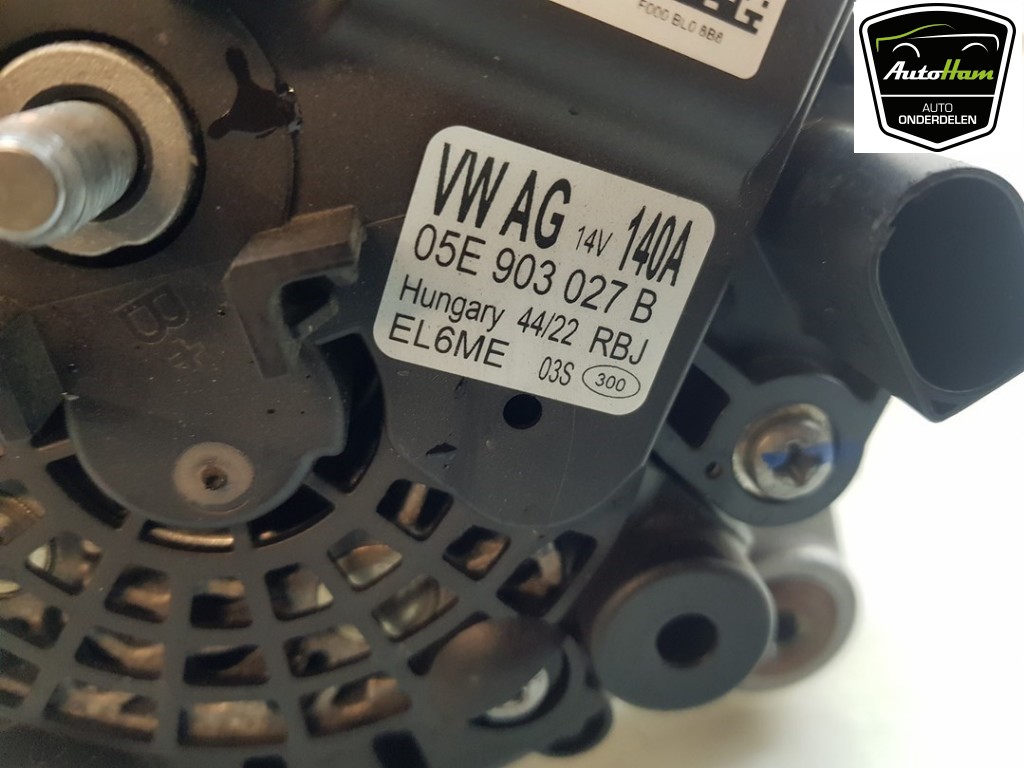 F000 BL0 8B8
AutoHam
AUTO
ONDERDELEN
VW AG 14V 140A
05E 903 027 B
Hungary 44/22 RBJ
EL6ME 03S 300
B+